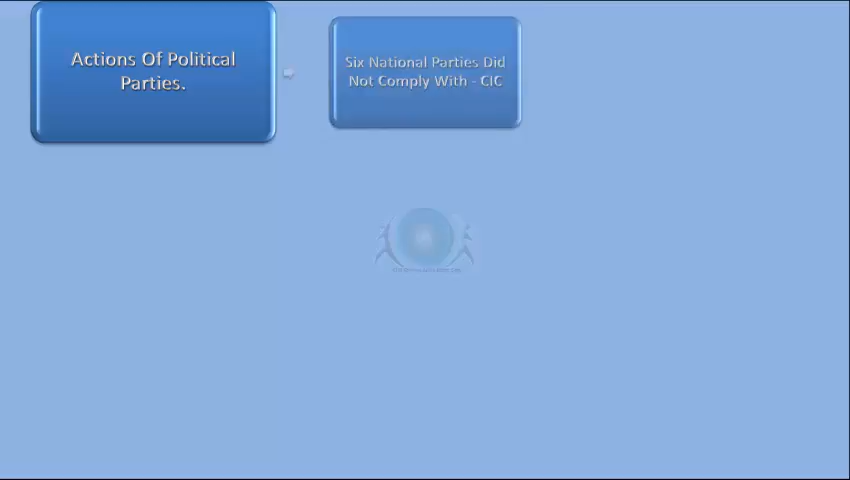 Actions Of Political
Parties.
Six National Parties Did
Not Comply With - CIC